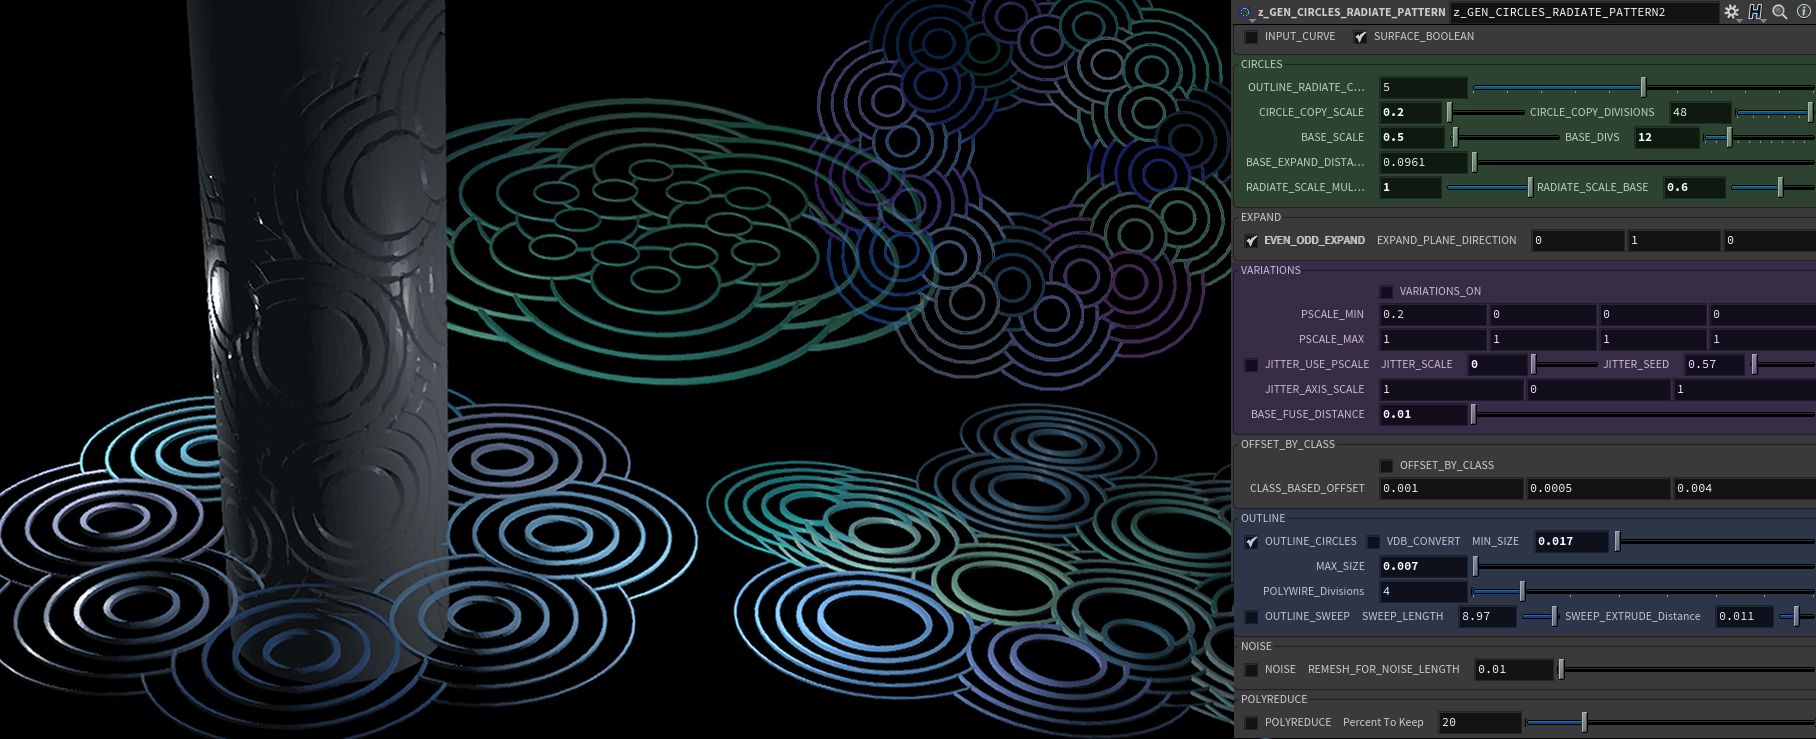 z_GEN_CIRCLES_RADIATE_PATTERN z_GEN_CIRCLES_RADIATE_PATTERN2
INPUT_CURVE SURFACE_BOOLEAN
CIRCLES
OUTLINE_RADIATE_C... 5
CIRCLE_COPY_SCALE 0.2 CIRCLE_COPY_DIVISIONS 48
BASE_SCALE 0.5 BASE_DIVS 12
BASE_EXPAND_DISTA... 0.0961
RADIATE_SCALE_MUL... 1 RADIATE_SCALE_BASE 0.6
EXPAND
EVEN_ODD_EXPAND EXPAND_PLANE_DIRECTION 0 1 0
VARIATIONS
VARIATIONS_ON
PSCALE_MIN 0.2 0 0 0
PSCALE_MAX 1 1 1 1
JITTER_USE_PSCALE JITTER_SCALE 0 JITTER_SEED 0.57
JITTER_AXIS_SCALE 1 0 1
BASE_FUSE_DISTANCE 0.01
OFFSET_BY_CLASS
OFFSET_BY_CLASS
CLASS_BASED_OFFSET 0.001 0.0005 0.004
OUTLINE
OUTLINE_CIRCLES VDB_CONVERT MIN_SIZE 0.017
MAX_SIZE 0.007
POLYWIRE_Divisions 4
OUTLINE_SWEEP SWEEP_LENGTH 8.97 SWEEP_EXTRUDE_Distance 0.011
NOISE
NOISE REMESH_FOR_NOISE_LENGTH 0.01
POLYREDUCE
POLYREDUCE Percent To Keep 20